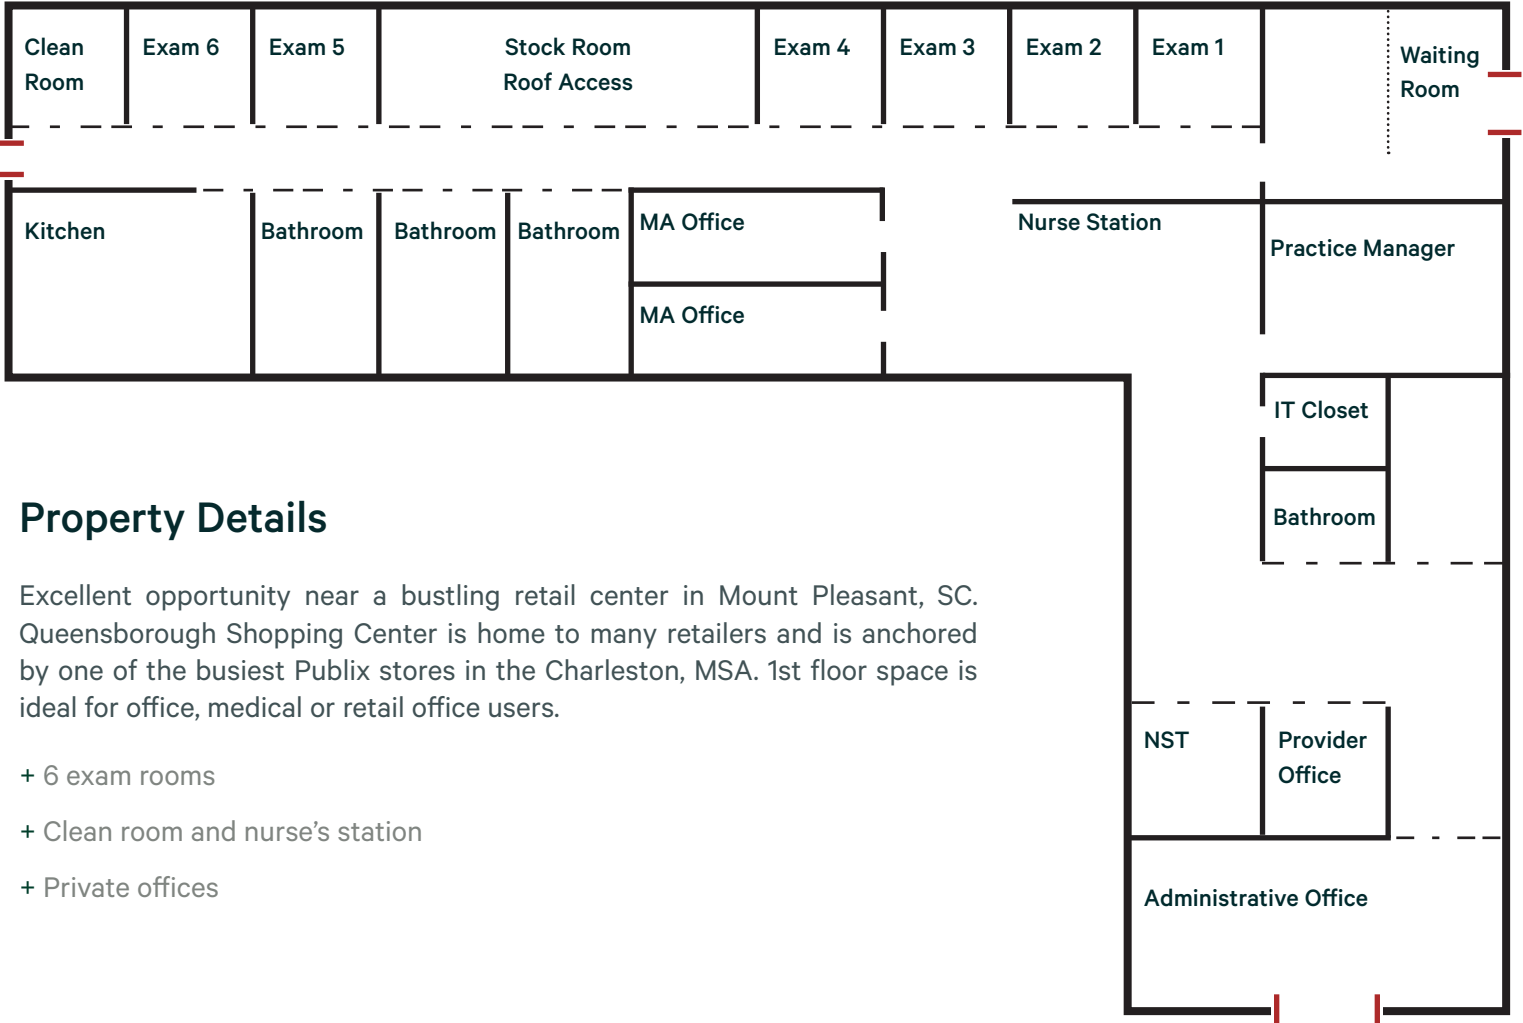 Clean
Room
Exam 6
Exam 5
Stock Room
Roof Access
Exam 4
Exam 3
Exam 2
Exam 1
Waiting
Room
Kitchen
Bathroom
Bathroom
Bathroom
MA Office
MA Office
Nurse Station
Practice Manager
IT Closet
Bathroom
NST
Provider
Office
Administrative Office
Property Details
Excellent opportunity near a bustling retail center in Mount Pleasant, SC.
Queensborough Shopping Center is home to many retailers and is anchored
by one of the busiest Publix stores in the Charleston, MSA. 1st floor space is
ideal for office, medical or retail office users.
+ 6 exam rooms
+ Clean room and nurse’s station
+ Private offices